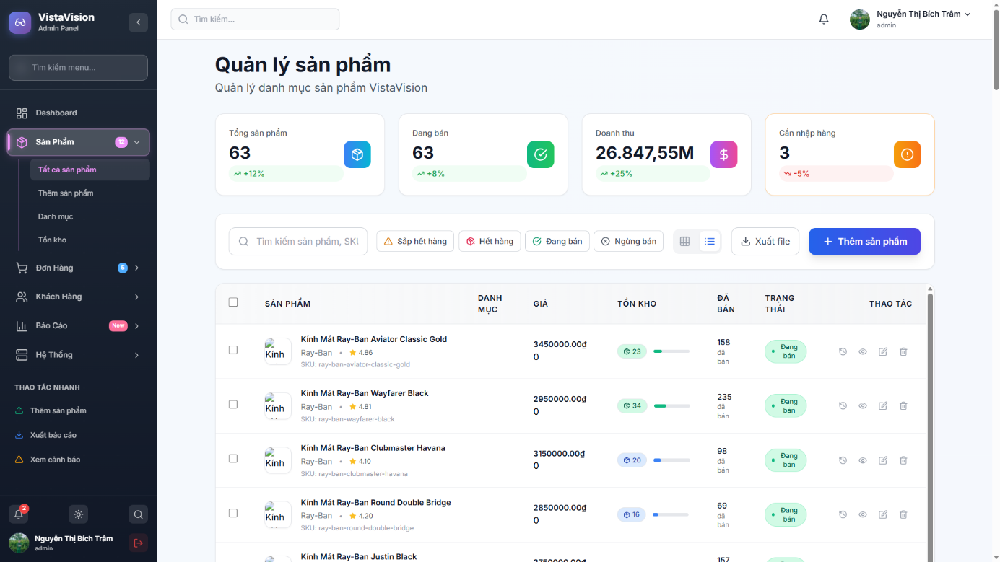 VistaVision
Admin Panel
Tìm kiếm menu...
Dashboard
Sản Phẩm 12
Tất cả sản phẩm
Thêm sản phẩm
Danh mục
Tồn kho
Đơn Hàng 5
Khách Hàng
Báo Cáo New
Hệ Thống
THAO TÁC NHANH
Thêm sản phẩm
Xuất báo cáo
Xem cảnh báo
2
Nguyễn Thị Bích Trâm
admin
Tìm kiếm...
Nguyễn Thị Bích Trâm
admin
Quản lý sản phẩm
Quản lý danh mục sản phẩm VistaVision
Tổng sản phẩm
63
+12%
Đang bán
63
+8%
Doanh thu
26.847,55M
+25%
Cần nhập hàng
3
-5%
Tìm kiếm sản phẩm, SKU
Sắp hết hàng
Hết hàng
Đang bán
Ngừng bán
Xuất file
Thêm sản phẩm
SẢN PHẨM
DANH
MỤC
GIÁ
TỒN KHO
ĐÃ
BÁN
TRẠNG
THÁI
THAO TÁC
Kính
Kính Mát Ray-Ban Aviator Classic Gold
Ray-Ban • 4.86
SKU: ray-ban-aviator-classic-gold
3450000.00₫
0
23
158
đã
bán
Đang
bán
Kính
Kính Mát Ray-Ban Wayfarer Black
Ray-Ban • 4.81
SKU: ray-ban-wayfarer-black
2950000.00₫
0
34
235
đã
bán
Đang
bán
Kính
Kính Mát Ray-Ban Clubmaster Havana
Ray-Ban • 4.10
SKU: ray-ban-clubmaster-havana
3150000.00₫
0
20
98
đã
bán
Đang
bán
Kính
Kính Mát Ray-Ban Round Double Bridge
Ray-Ban • 4.20
SKU: ray-ban-round-double-bridge
2850000.00₫
0
16
69
đã
bán
Đang
bán
Kính Mát Ray-Ban Justin Black
157